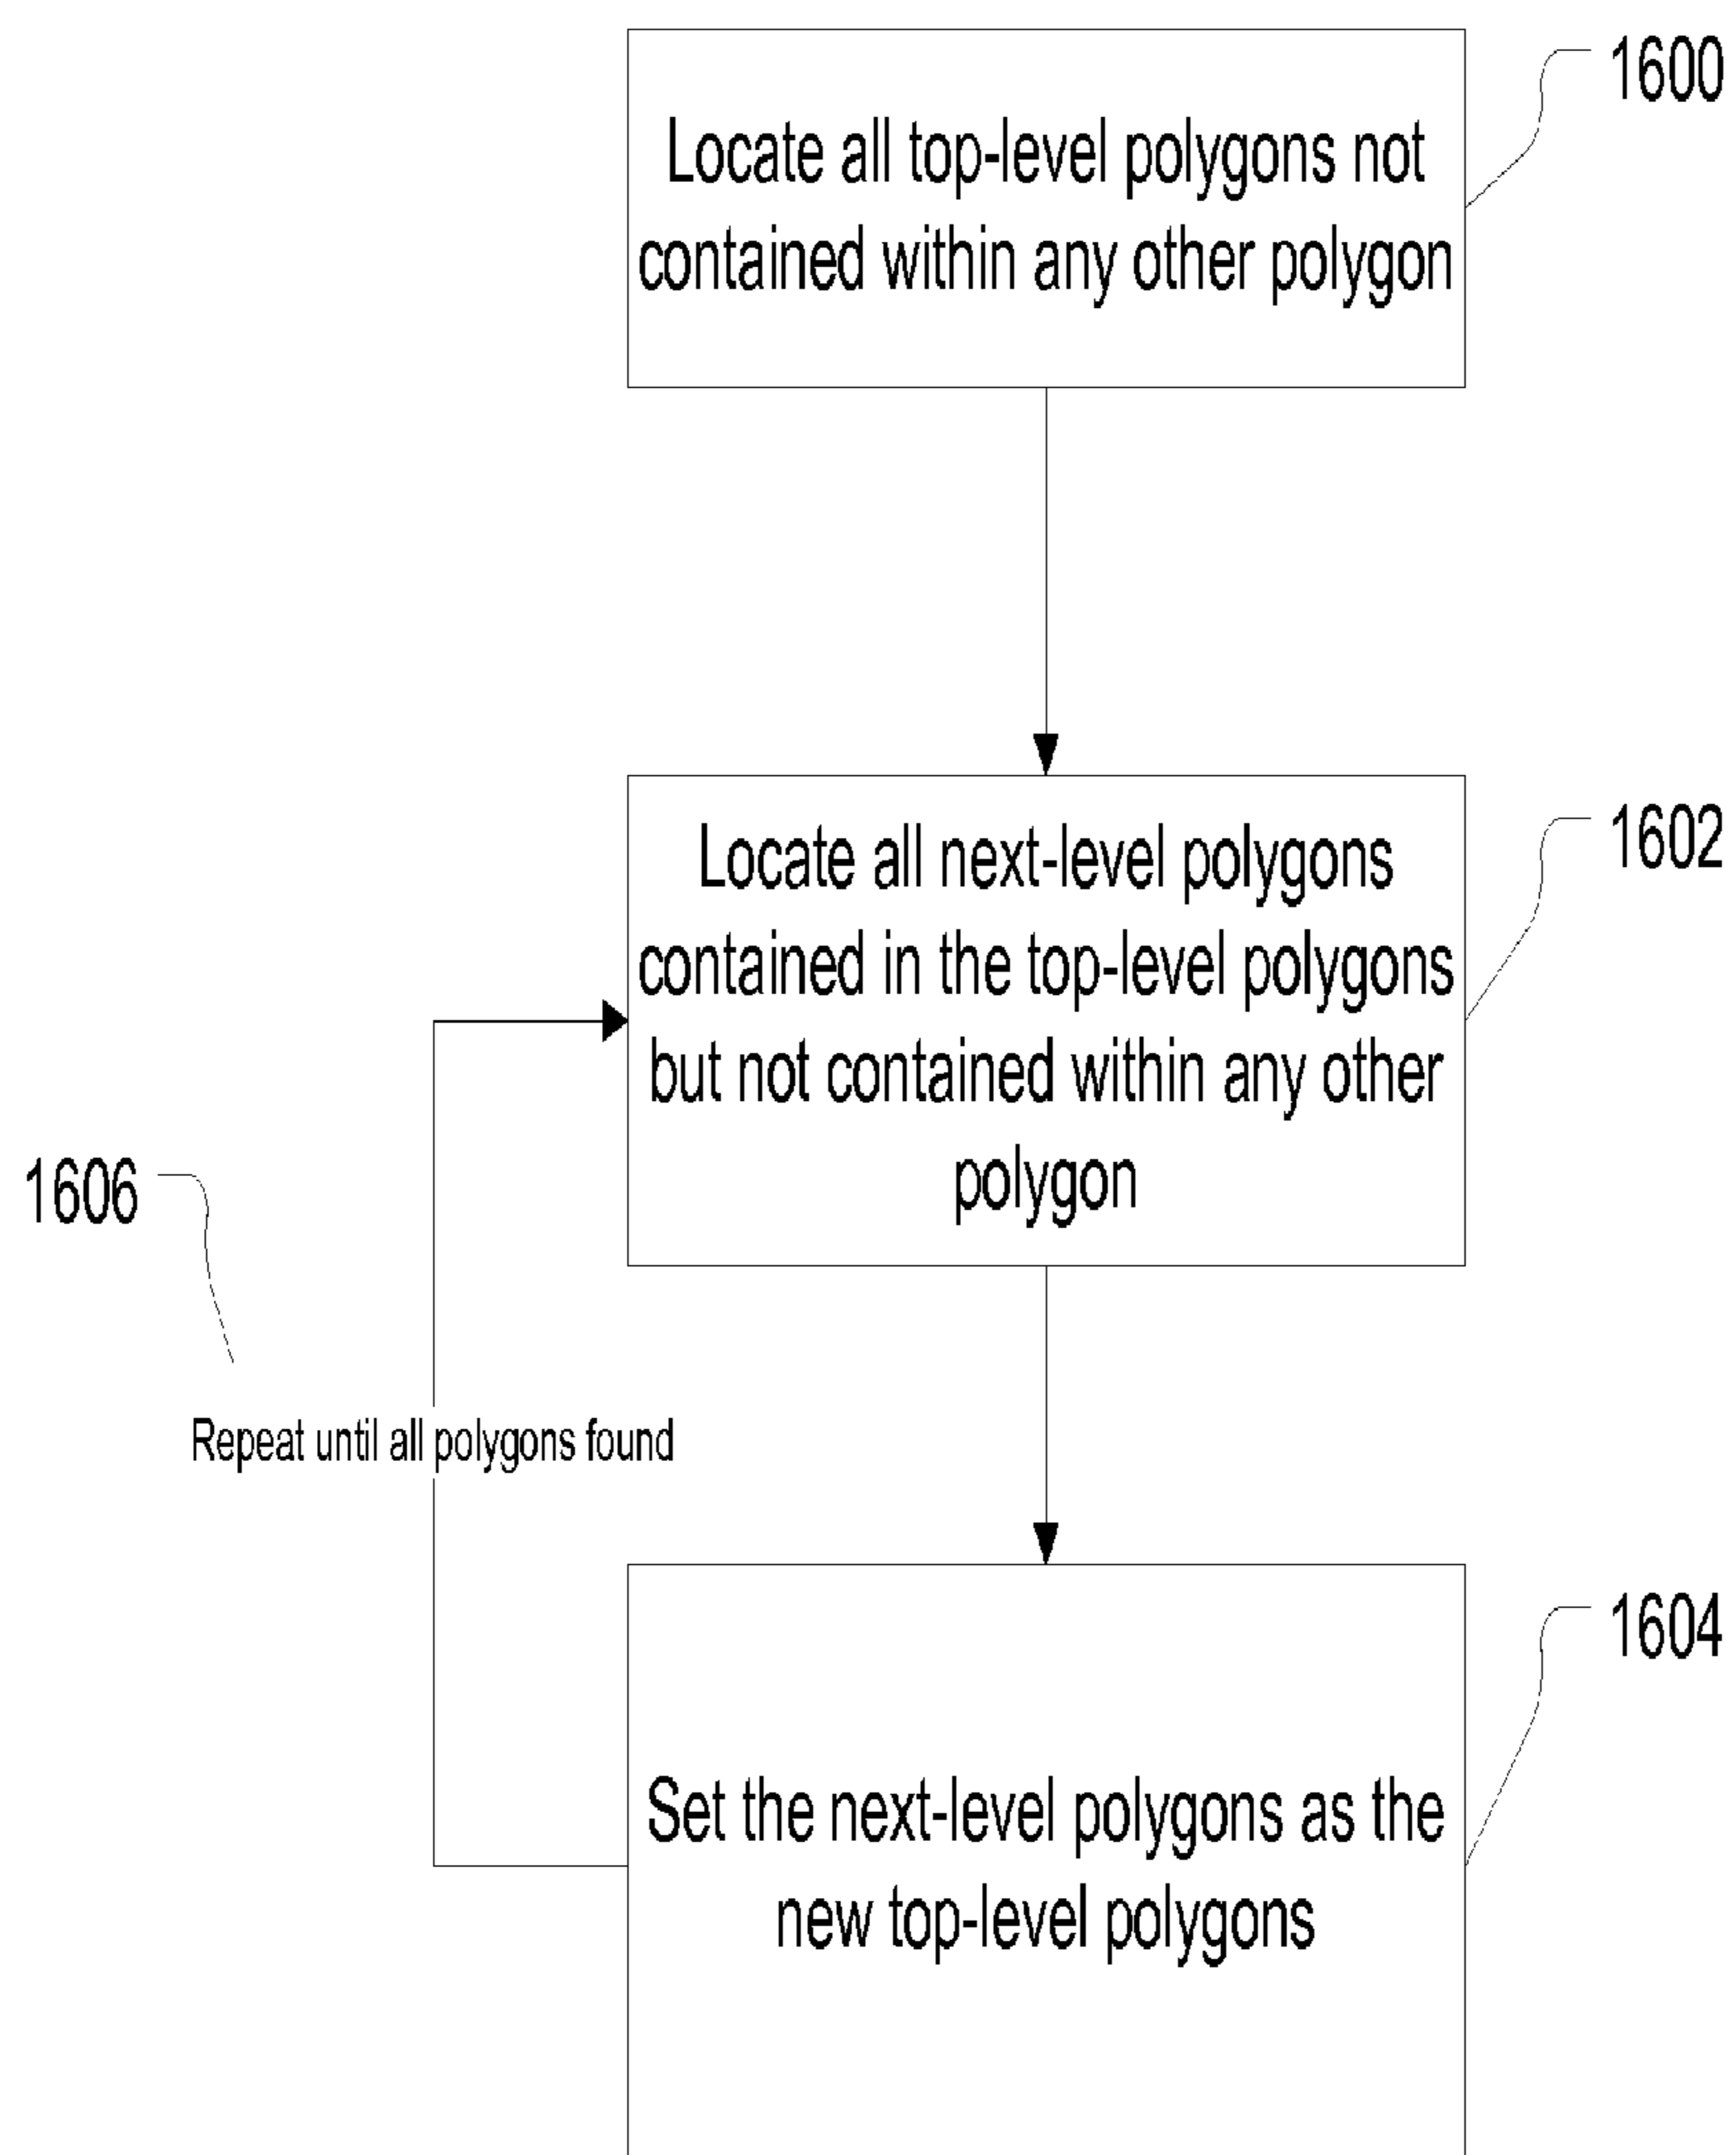 1600
Locate all top-level polygons not
contained within any other polygon
1602
Locate all next-level polygons
contained in the top-level polygons
but not contained within any other
polygon
1606
Repeat until all polygons found
1604
Set the next-level polygons as the
new top-level polygons